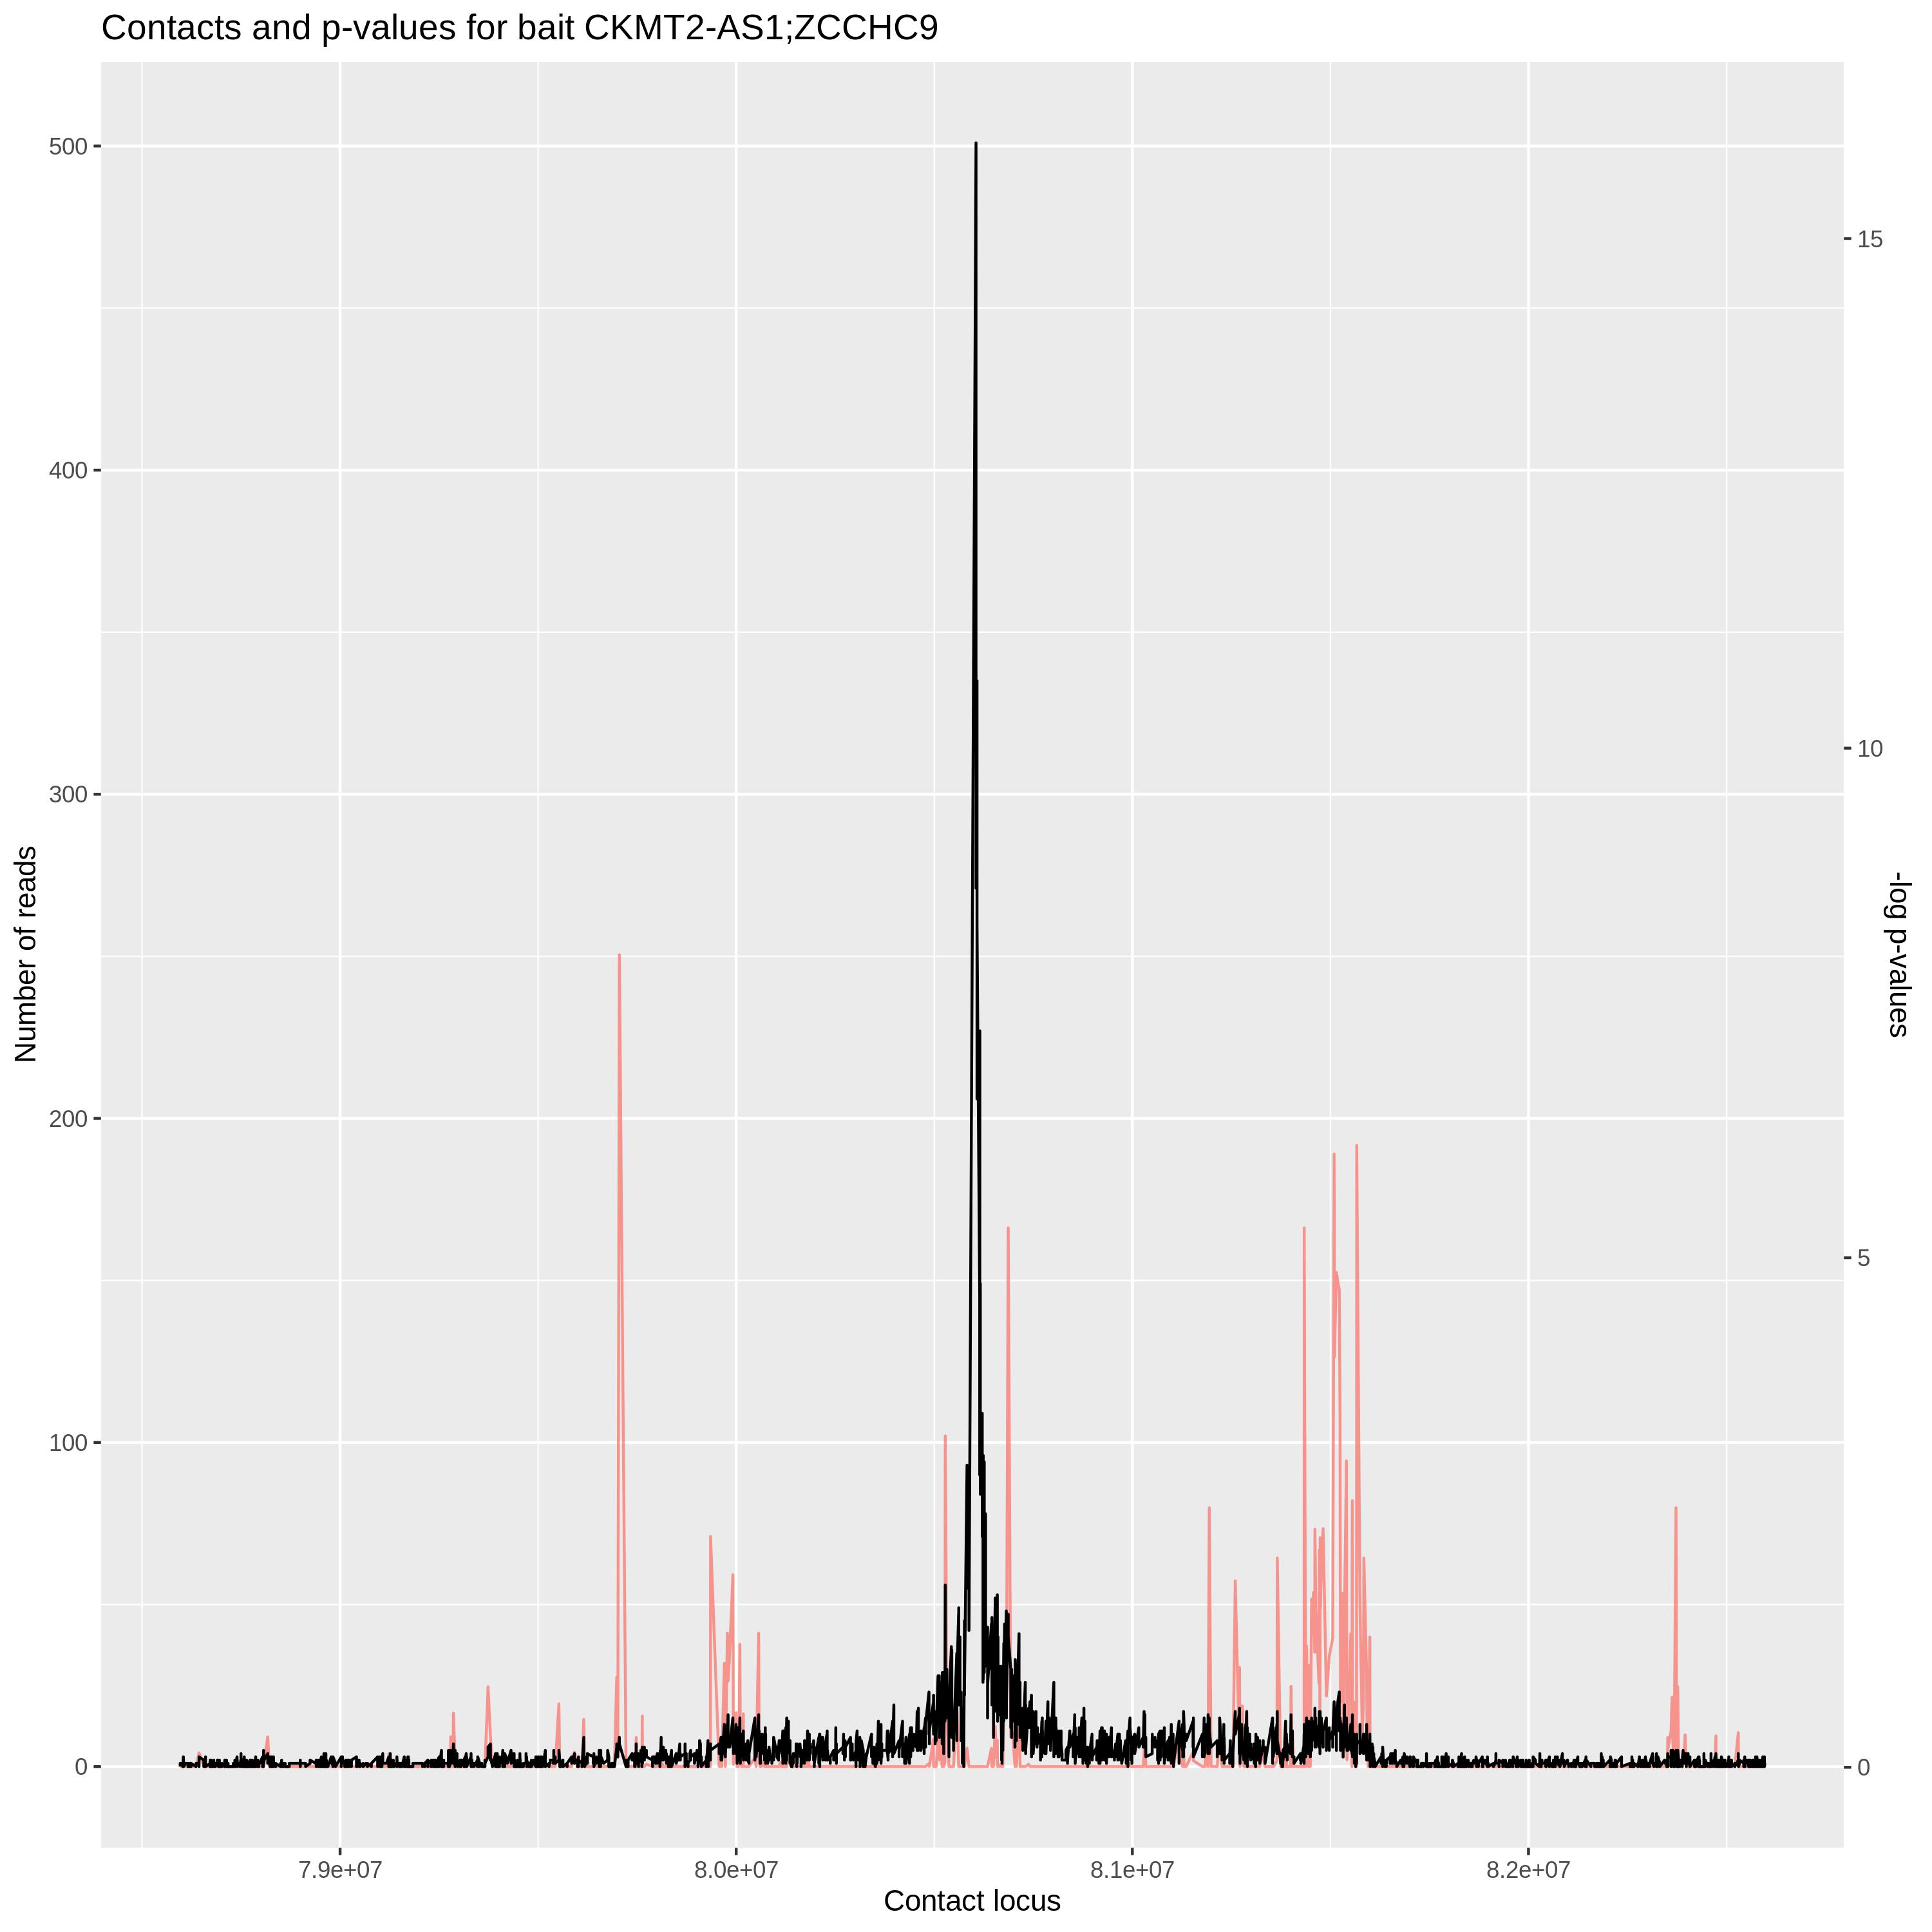 Contacts and p-values for bait CKMT2-AS1;ZCCHC9
500
400
300
200
100
0
Number of reads
15
10
5
0
-log p-values
7.9e+07
8.0e+07
8.1e+07
8.2e+07
Contact locus